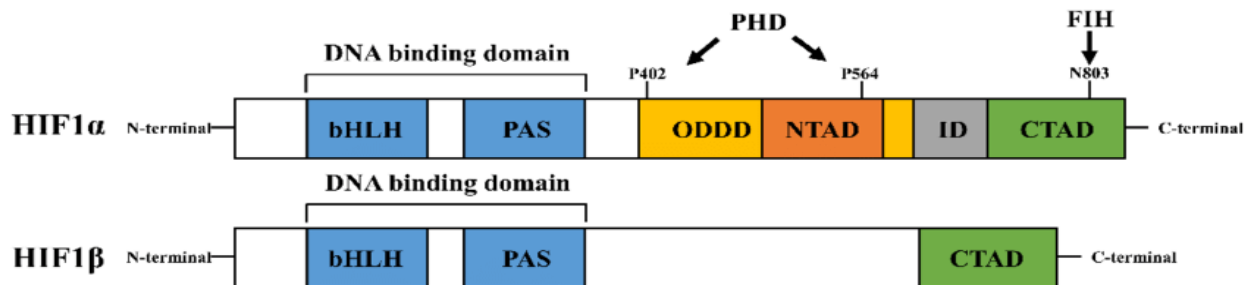 PHD FIH
DNA binding domain
P402 P564 N803
HIF1α N-terminal bHLH PAS ODDD NTAD ID CTAD C-terminal
DNA binding domain
HIF1β N-terminal bHLH PAS CTAD C-terminal